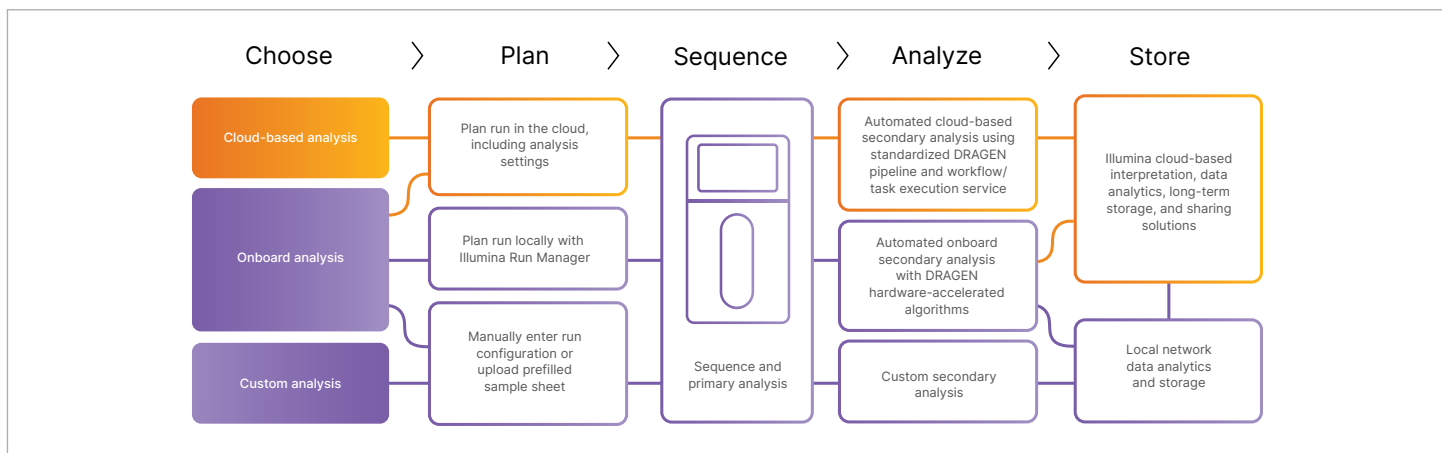 Choose
Plan
Sequence
Analyze
Store
Cloud-based analysis
Onboard analysis
Custom analysis
Plan run in the cloud,
including analysis
settings
Plan run locally with
Illumina Run Manager
Manually enter run
configuration or
upload prefilled
sample sheet
Sequence and
primary analysis
Automated cloud-based
secondary analysis using
standardized DRAGEN
pipeline and workflow/
task execution service
Automated onboard
secondary analysis
with DRAGEN
hardware-accelerated
algorithms
Custom secondary
analysis
Illumina cloud-based
interpretation, data
analytics, long-term
storage, and sharing
solutions
Local network
data analytics
and storage